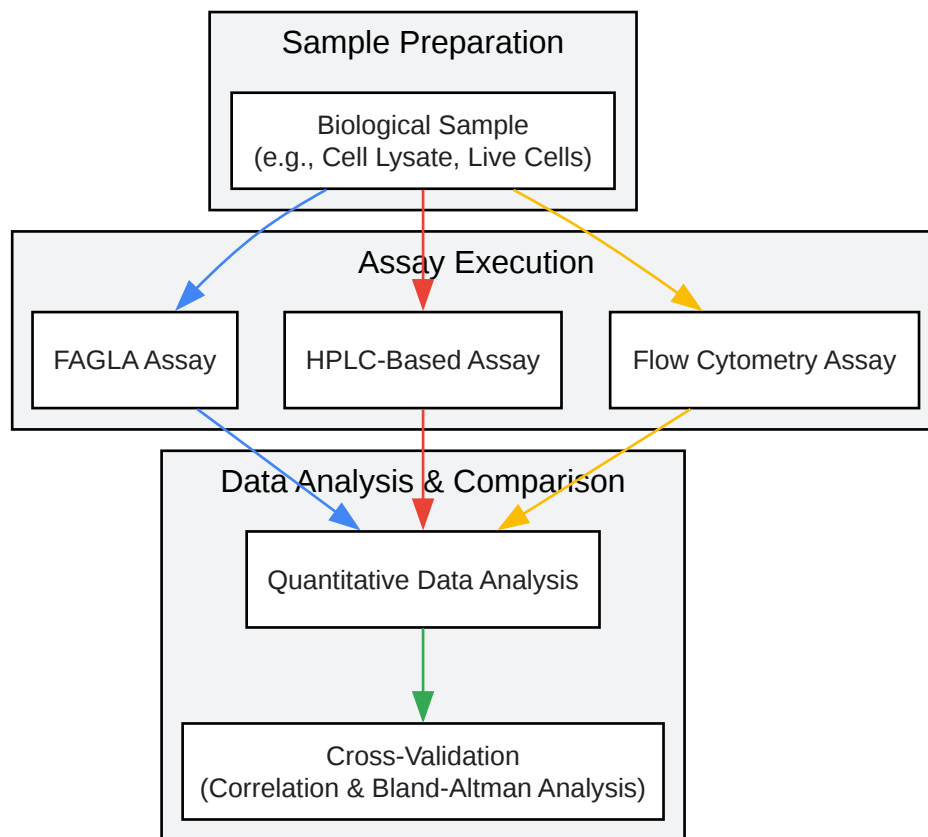 Sample Preparation
Biological Sample
(e.g., Cell Lysate, Live Cells)
Assay Execution
FAGLA Assay
HPLC-Based Assay
Flow Cytometry Assay
Data Analysis & Comparison
Quantitative Data Analysis
Cross-Validation
(Correlation & Bland-Altman Analysis)